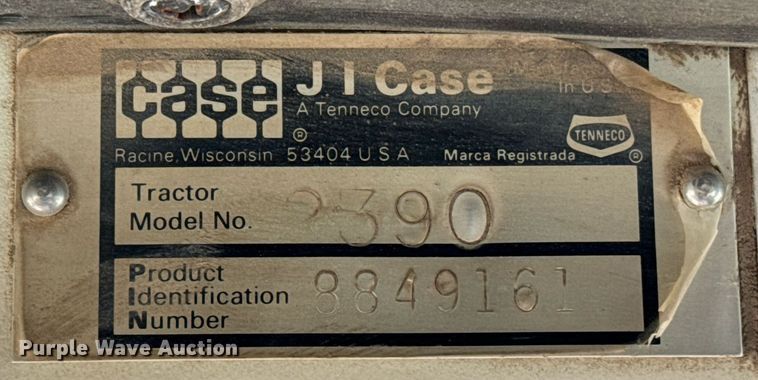 case J I Case
A Tenneco Company
In U S
TENNECO
®
Racine, Wisconsin 53404 U S A Marca Registrada ®
Tractor
Model No. 2390
Product
Identification 8849161
Number
Purple Wave Auction